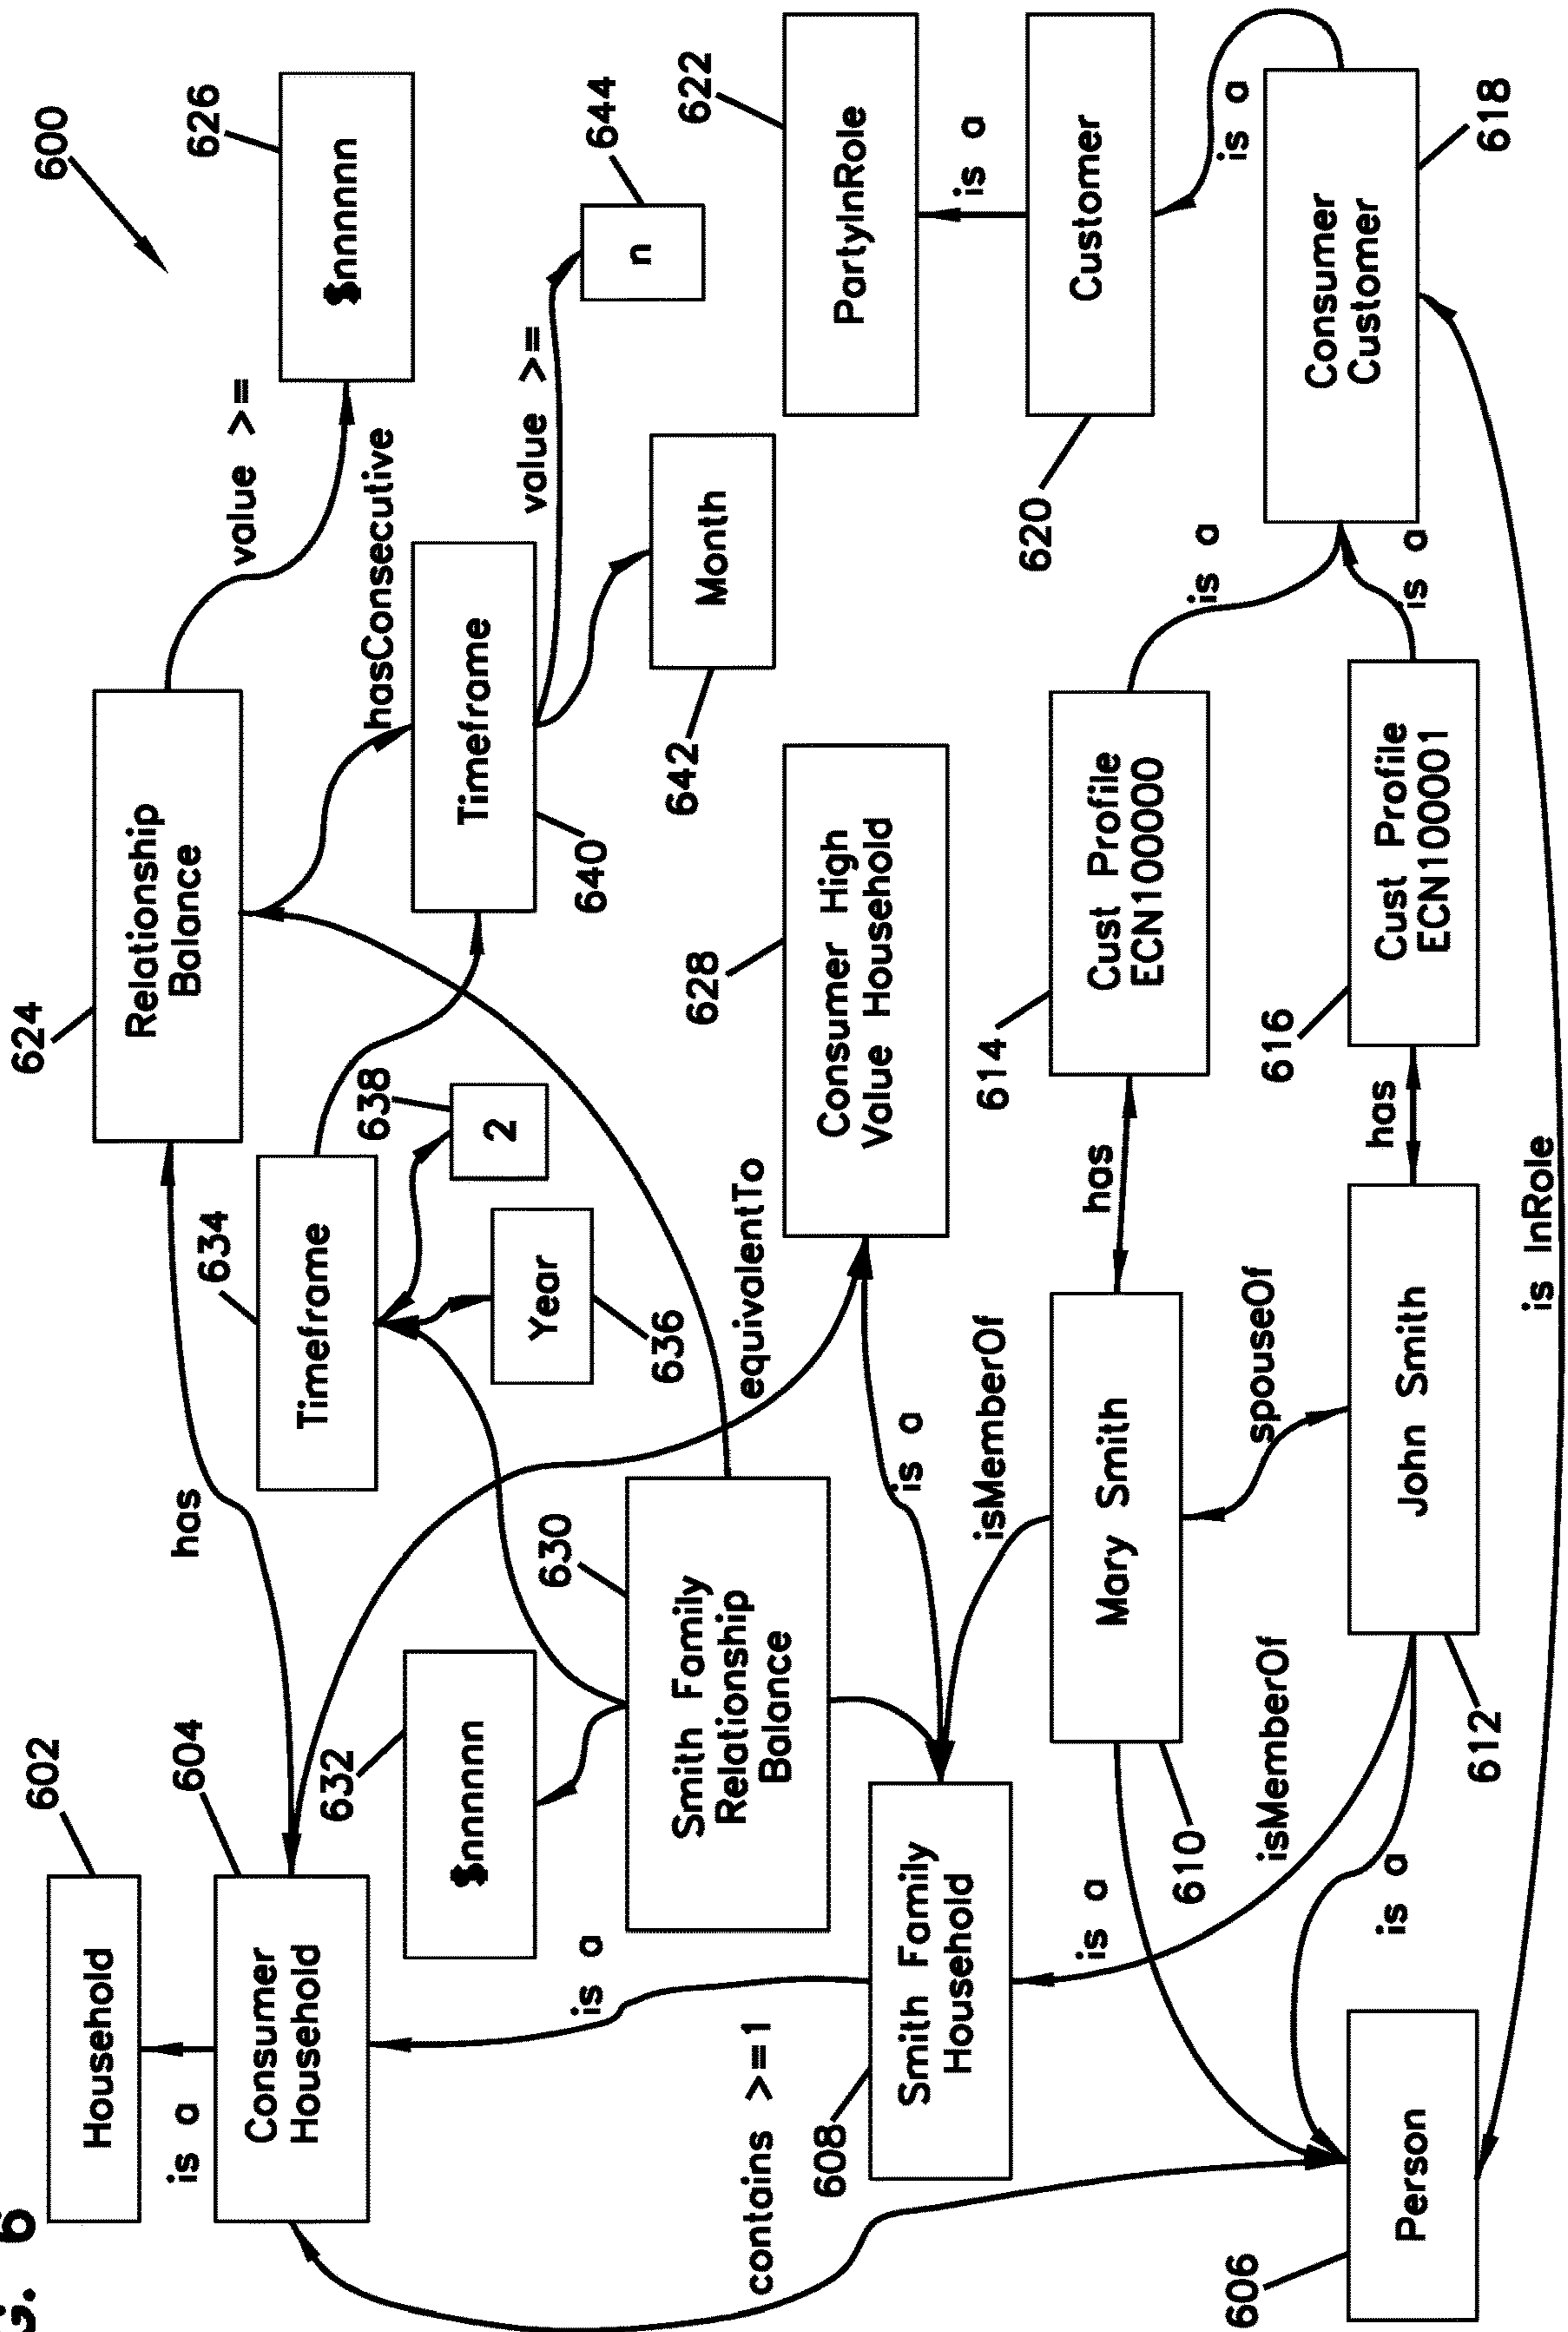 G. 6
600
602
Household
is a
604
Consumer
Household
has
624
Relationship
Balance
value >=
626
$nnnnnn
634
Timeframe
638
2
Year
636
hasConsecutive
Timeframe
640
value >=
n
644
Month
642
632
$nnnnnn
630
Smith Family
Relationship
Balance
equivalentTo
628
Consumer High
Value Household
PartyInRole
622
is a
is a
contains >=1
608
Smith Family
Household
is a
isMemberOf
Customer
620
614
Cust Profile
ECN100000
has
Mary Smith
610
is a
is a
is a
spouseOf
isMemberOf
616
Cust Profile
ECN100001
has
is a
Consumer
Customer
618
606
Person
is a
John Smith
612
is InRole